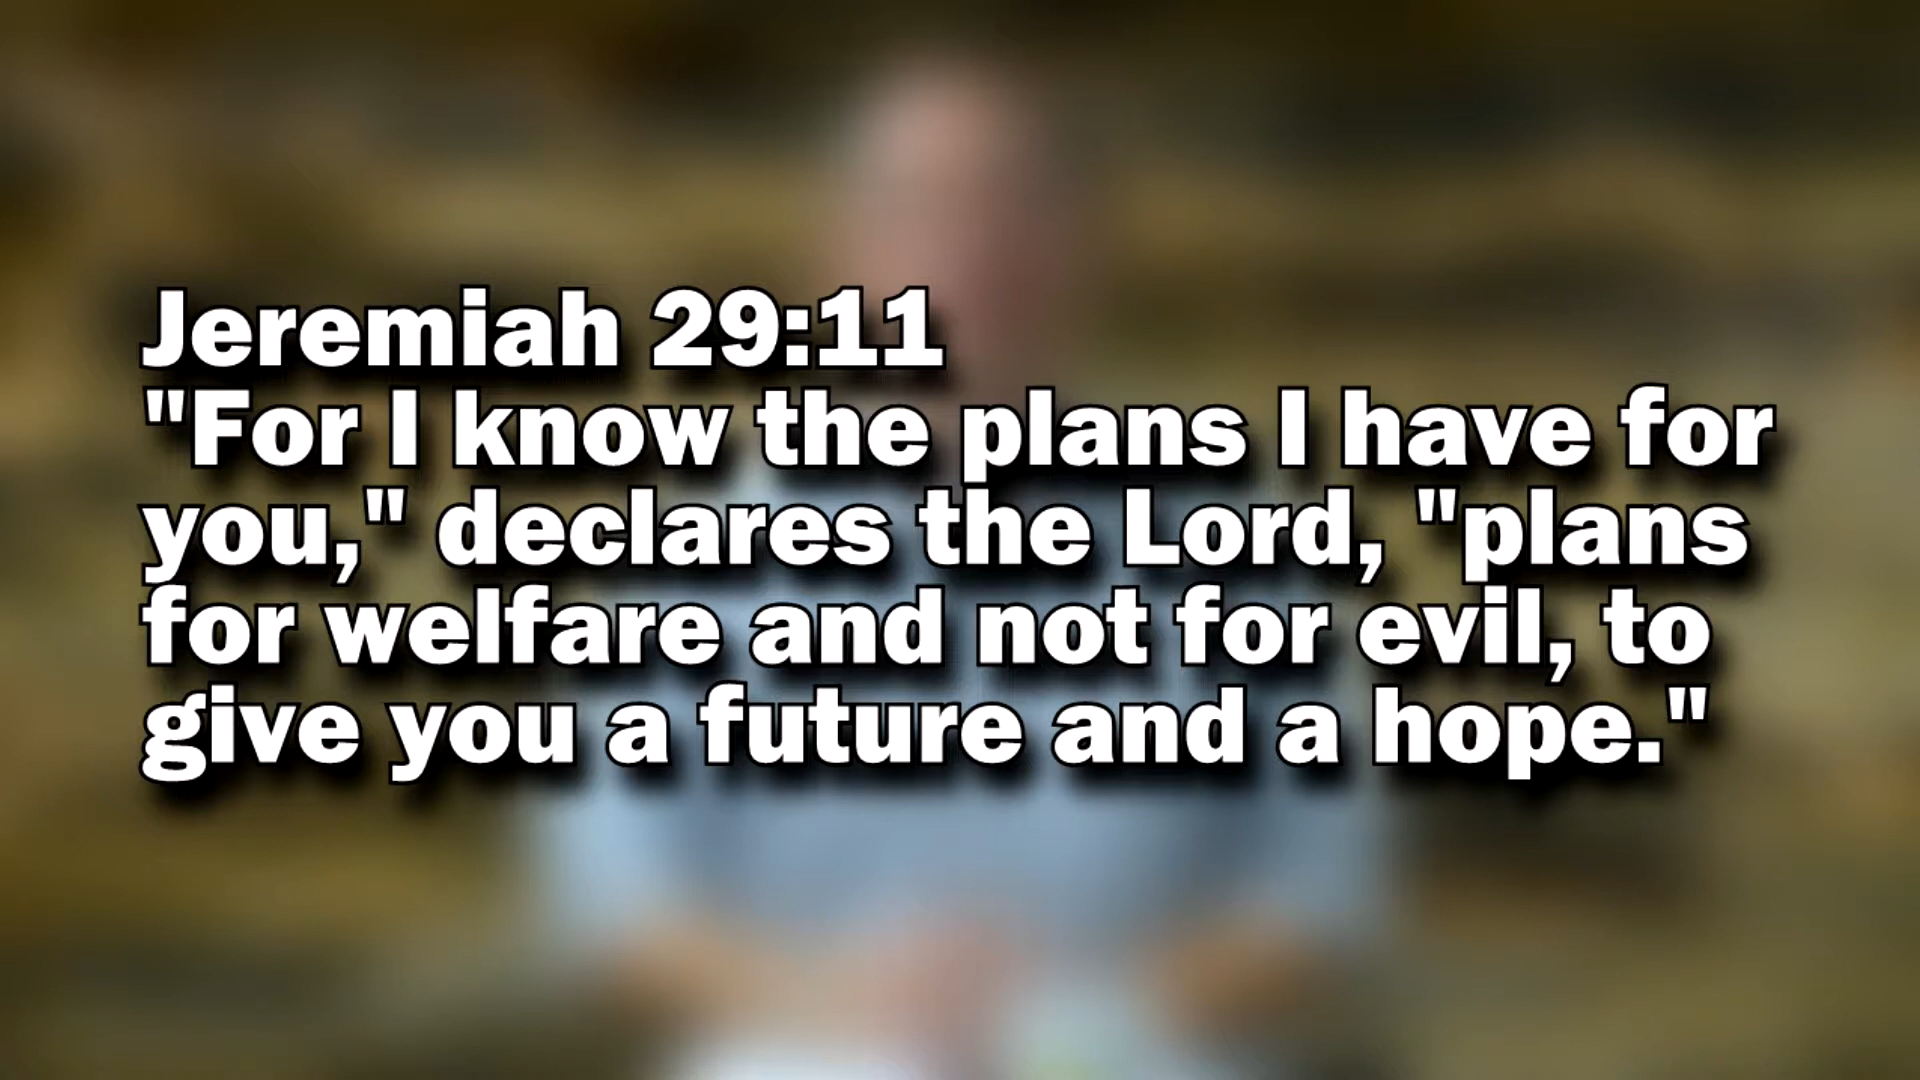 Jeremiah 29:11
"For I know the plans I have for
you," declares the Lord, "plans
for welfare and not for evil, to
give you a future and a hope."